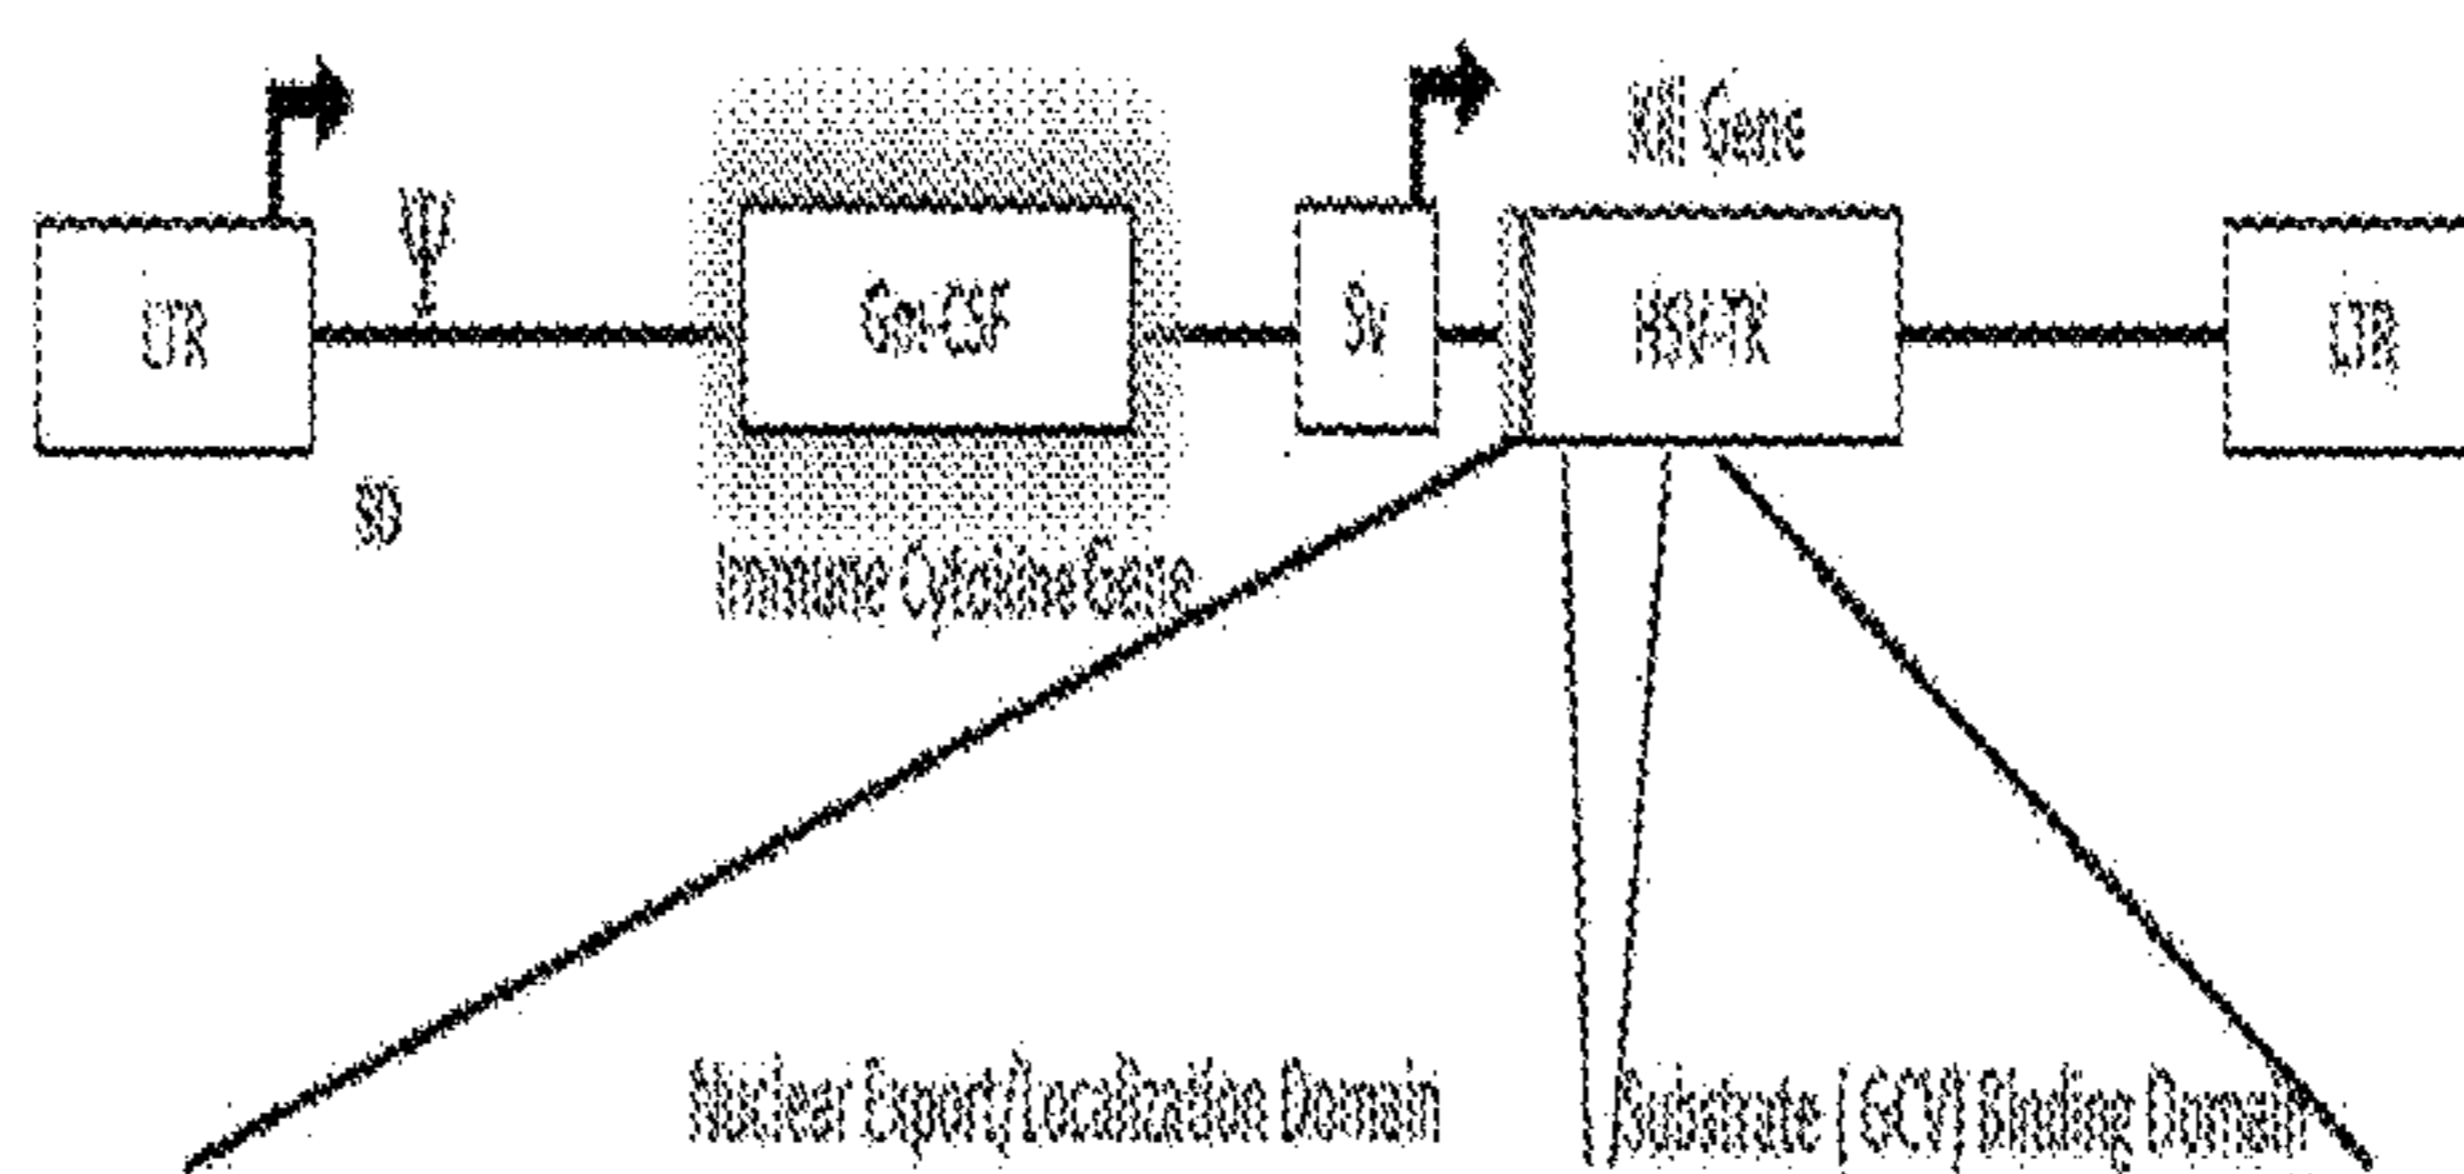 Kill Gene
Ψ
LTR
Gm-CSF
SV
HSV-TK
LTR
SD
Immune Cytokine Gene
Nuclear Export/Localization Domain
Substrate (GCV) Binding Domain